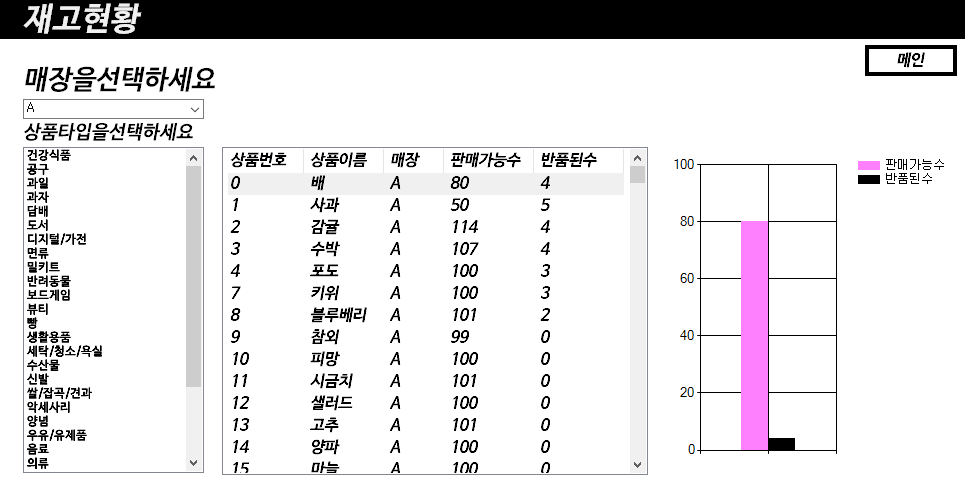 재고현황
메인
매장을선택하세요
A
상품타입을선택하세요
건강식품
공구
과일
과자
담배
도서
디지털/가전
면류
밀키트
반려동물
보드게임
뷰티
빵
생활용품
세탁/청소/욕실
수산물
신발
쌀/잡곡/견과
악세사리
양념
우유/유제품
음료
의류
상품번호 상품이름 매장 판매가능수 반품된수
0 배 A 80 4
1 사과 A 50 5
2 감귤 A 114 4
3 수박 A 107 4
4 포도 A 100 3
7 키위 A 100 3
8 블루베리 A 101 2
9 참외 A 99 0
10 피망 A 100 0
11 시금치 A 101 0
12 샐러드 A 100 0
13 고추 A 101 0
14 양파 A 100 0
15 마늘 A 100 0
100
80
60
40
20
0
판매가능수
반품된수